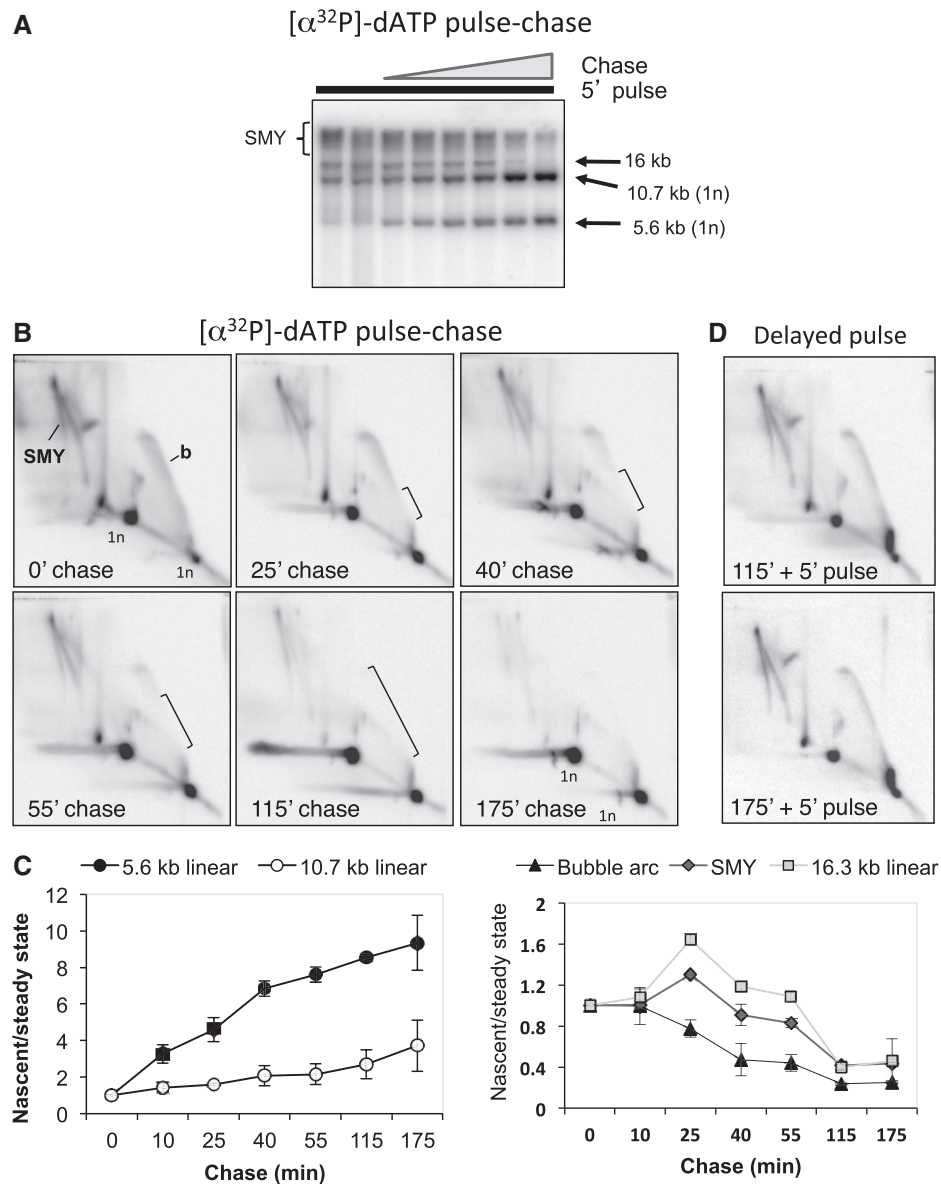 A
[α³²P]-dATP pulse-chase
Chase
5' pulse
SMY
16 kb
10.7 kb (1n)
5.6 kb (1n)
B
[α³²P]-dATP pulse-chase
D
Delayed pulse
SMY
b
1n
1n
0' chase
25' chase
40' chase
115' + 5' pulse
1n
1n
55' chase
115' chase
175' chase
175' + 5' pulse
C
5.6 kb linear
10.7 kb linear
Nascent/steady state
12
10
8
6
4
2
0
0 10 25 40 55 115 175
Chase (min)
Bubble arc
SMY
16.3 kb linear
Nascent/steady state
2
1.6
1.2
0.8
0.4
0
0 10 25 40 55 115 175
Chase (min)